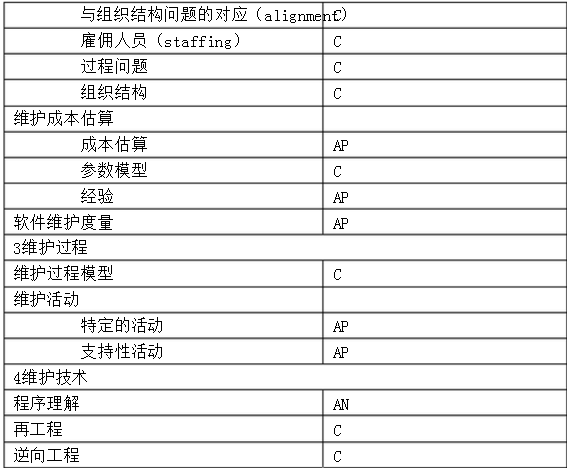 与组织结构问题的对应（alignment） C
雇佣人员（staffing） C
过程问题 C
组织结构 C
维护成本估算
成本估算 AP
参数模型 C
经验 AP
软件维护度量 AP
3维护过程
维护过程模型 C
维护活动
特定的活动 AP
支持性活动 AP
4维护技术
程序理解 AN
再工程 C
逆向工程 C